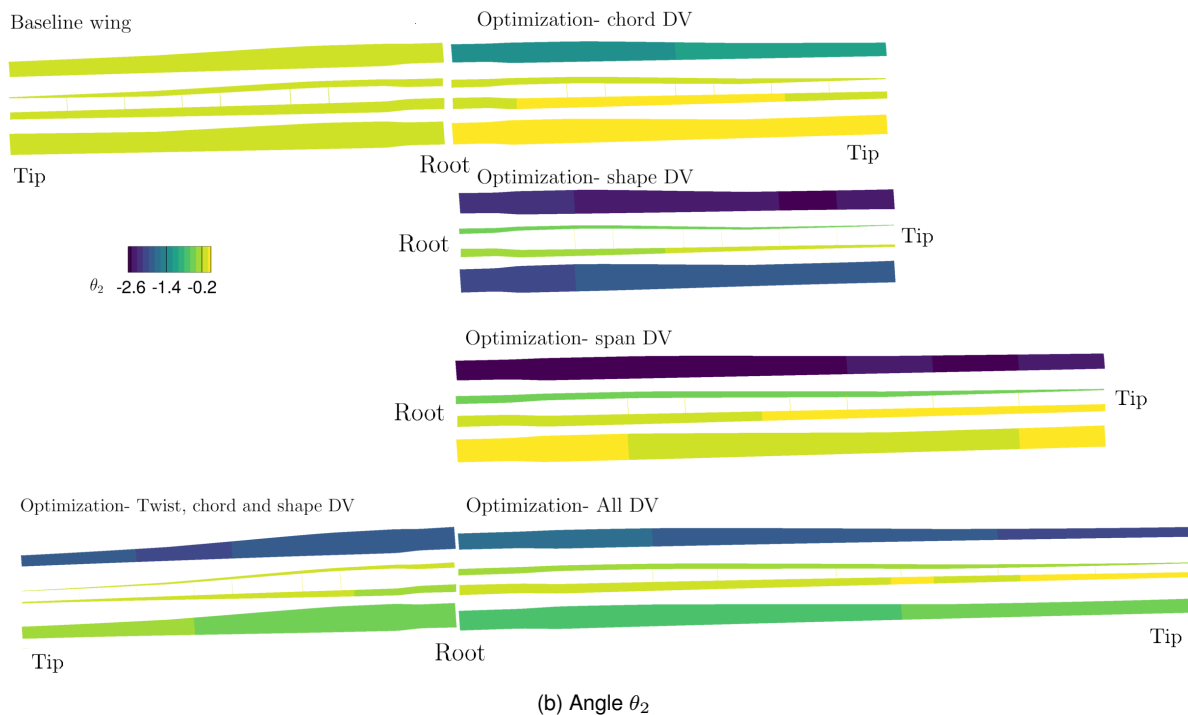 Baseline wing
Optimization- chord DV
Tip
Root
Tip
Optimization- shape DV
Root
Tip
θ₂ -2.6 -1.4 -0.2
Optimization- span DV
Root
Tip
Optimization- Twist, chord and shape DV
Optimization- All DV
Tip
Root
Tip
(b) Angle θ₂